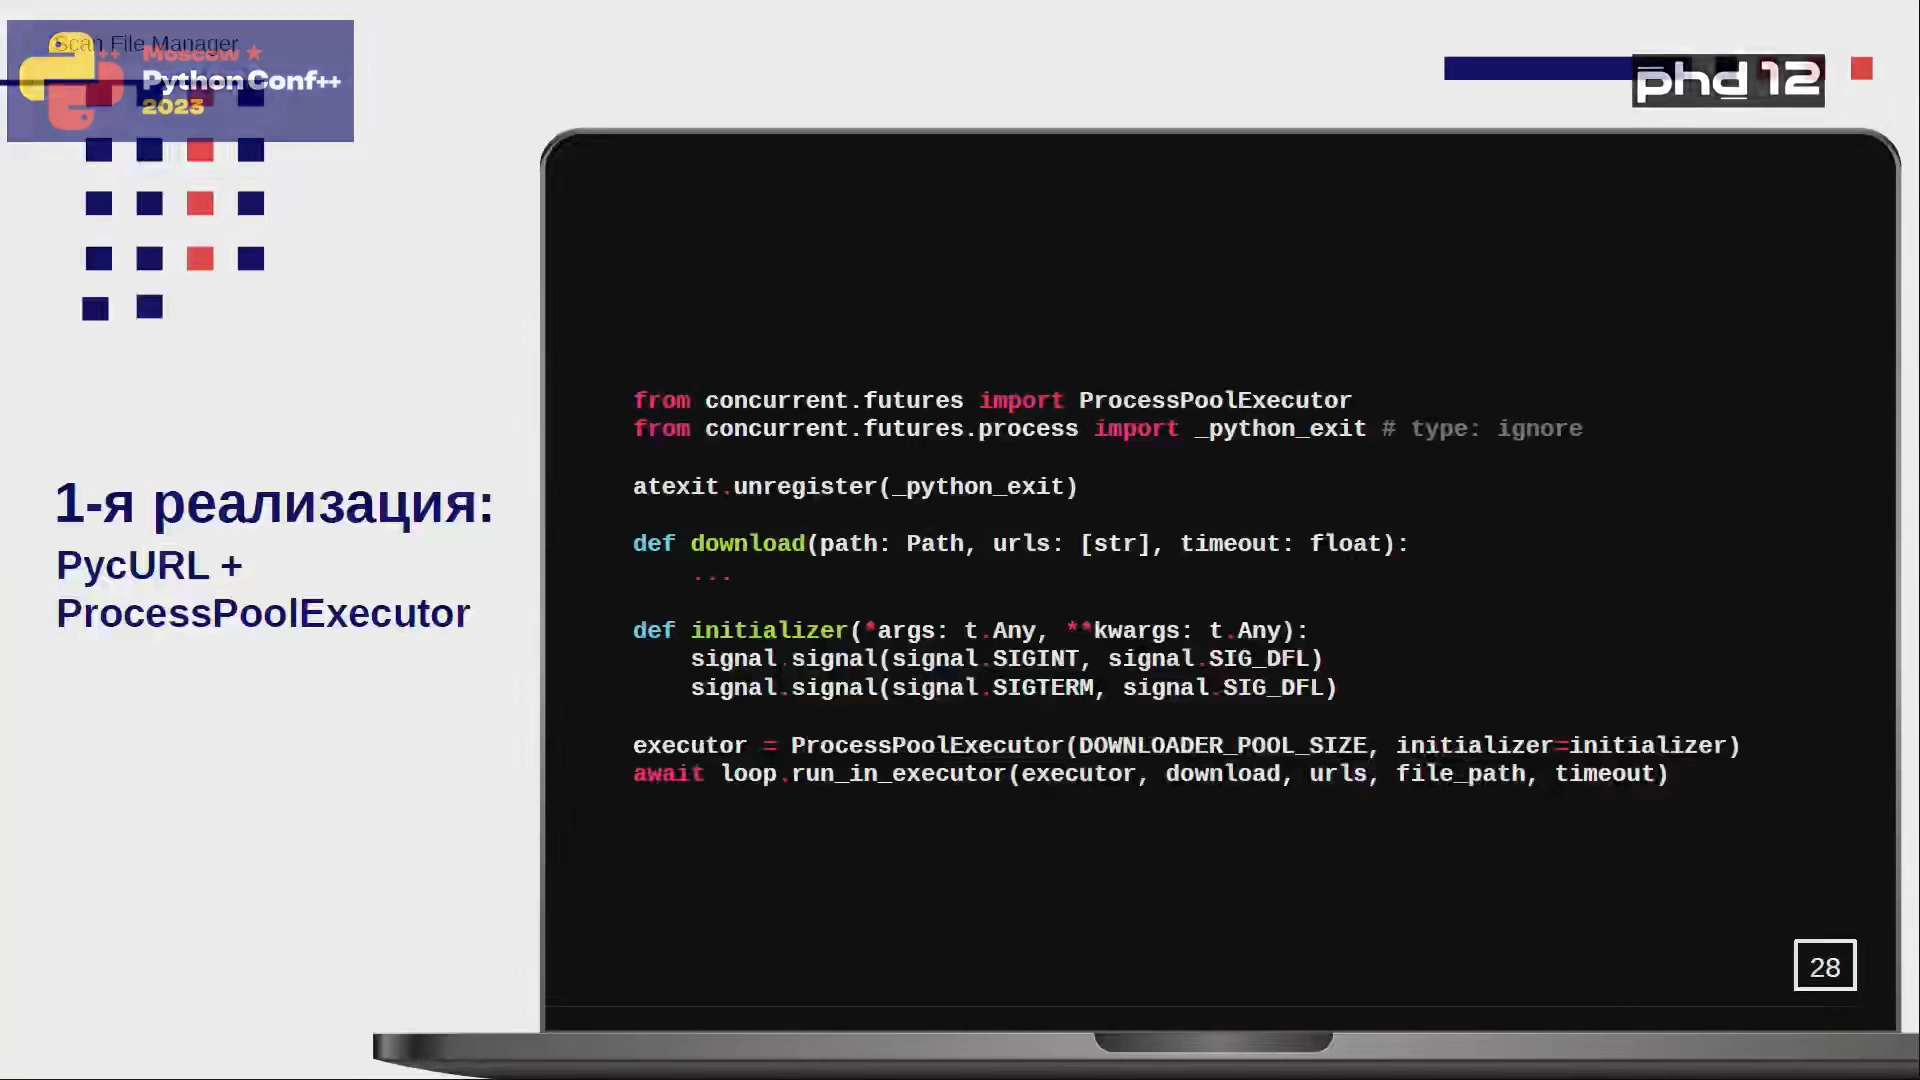 Scan File Manager
Moscow ★
Python Conf++
2023
phd 12
1-я реализация:
PycURL +
ProcessPoolExecutor
from concurrent.futures import ProcessPoolExecutor
from concurrent.futures.process import _python_exit # type: ignore
atexit.unregister(_python_exit)
def download(path: Path, urls: [str], timeout: float):
...
def initializer(*args: t.Any, **kwargs: t.Any):
signal.signal(signal.SIGINT, signal.SIG_DFL)
signal.signal(signal.SIGTERM, signal.SIG_DFL)
executor = ProcessPoolExecutor(DOWNLOADER_POOL_SIZE, initializer=initializer)
await loop.run_in_executor(executor, download, urls, file_path, timeout)
28